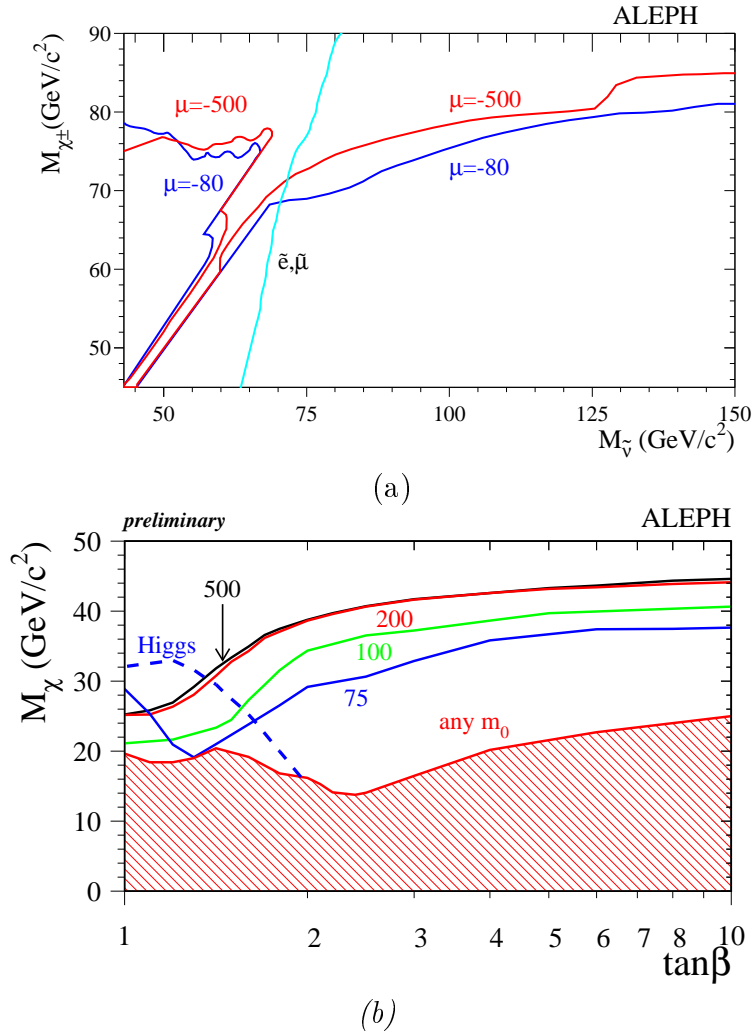 ALEPH
M_χ± (GeV/c²)
90
80
70
60
50
μ=-500
μ=-500
μ=-80
μ=-80
ẽ,μ̃
50
75
100
125
150
M_ν̃ (GeV/c²)
(a)
preliminary
ALEPH
M_χ (GeV/c²)
50
40
30
20
10
0
500
Higgs
200
100
75
any m₀
1
2
3
4
5
6
7
8
10
tanβ
(b)